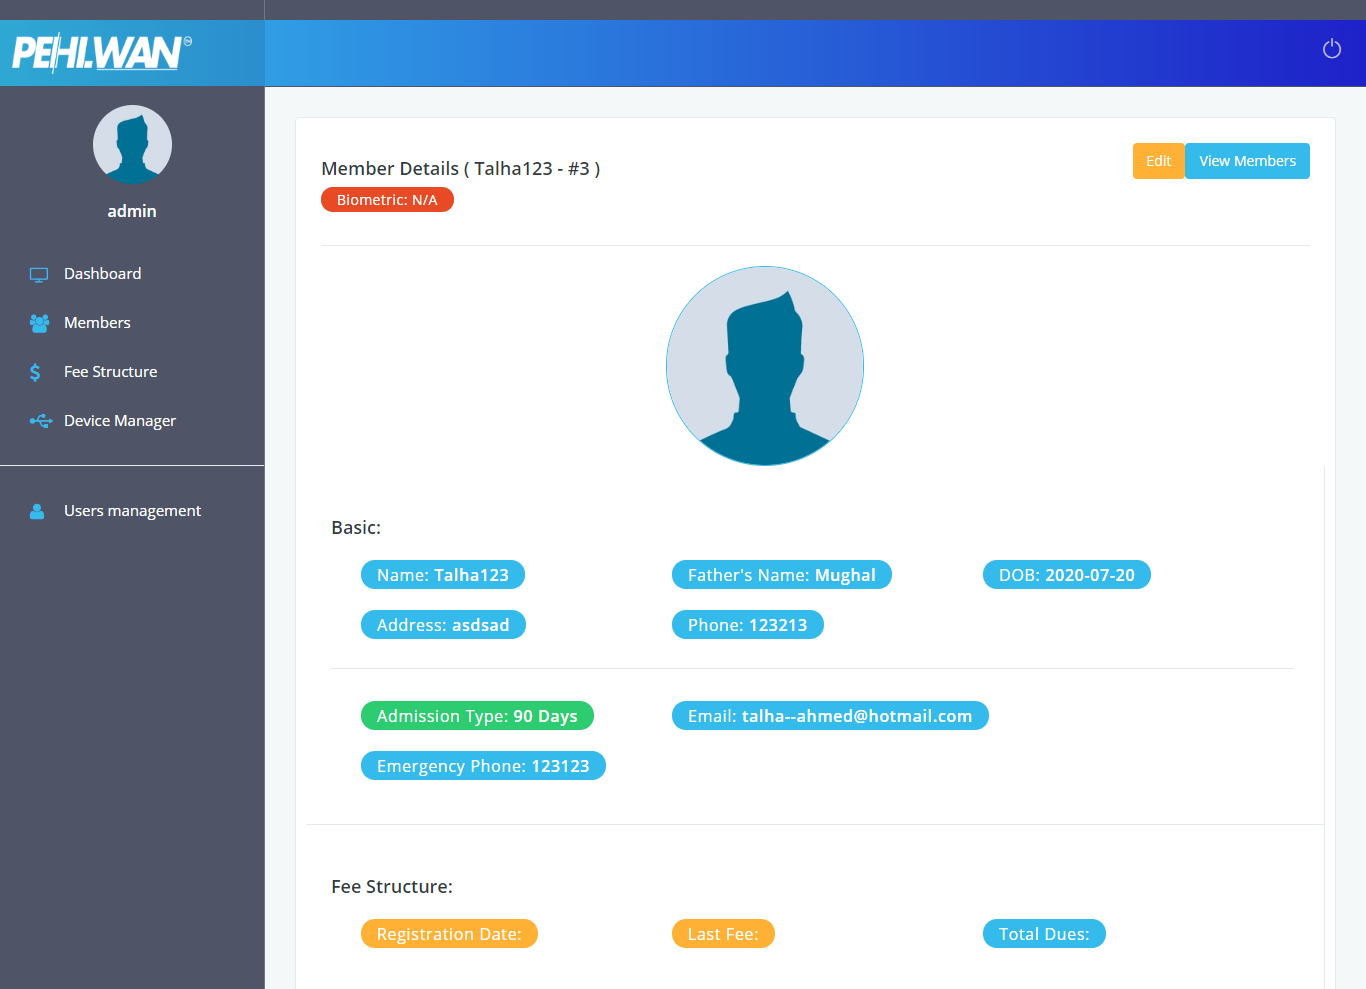 PEHLWAN
admin
Dashboard
Members
Fee Structure
Device Manager
Users management
Member Details ( Talha123 - #3 )
Edit
View Members
Biometric: N/A
Basic:
Name: Talha123
Father's Name: Mughal
DOB: 2020-07-20
Address: asdsad
Phone: 123213
Admission Type: 90 Days
Email: talha--ahmed@hotmail.com
Emergency Phone: 123123
Fee Structure:
Registration Date:
Last Fee:
Total Dues: